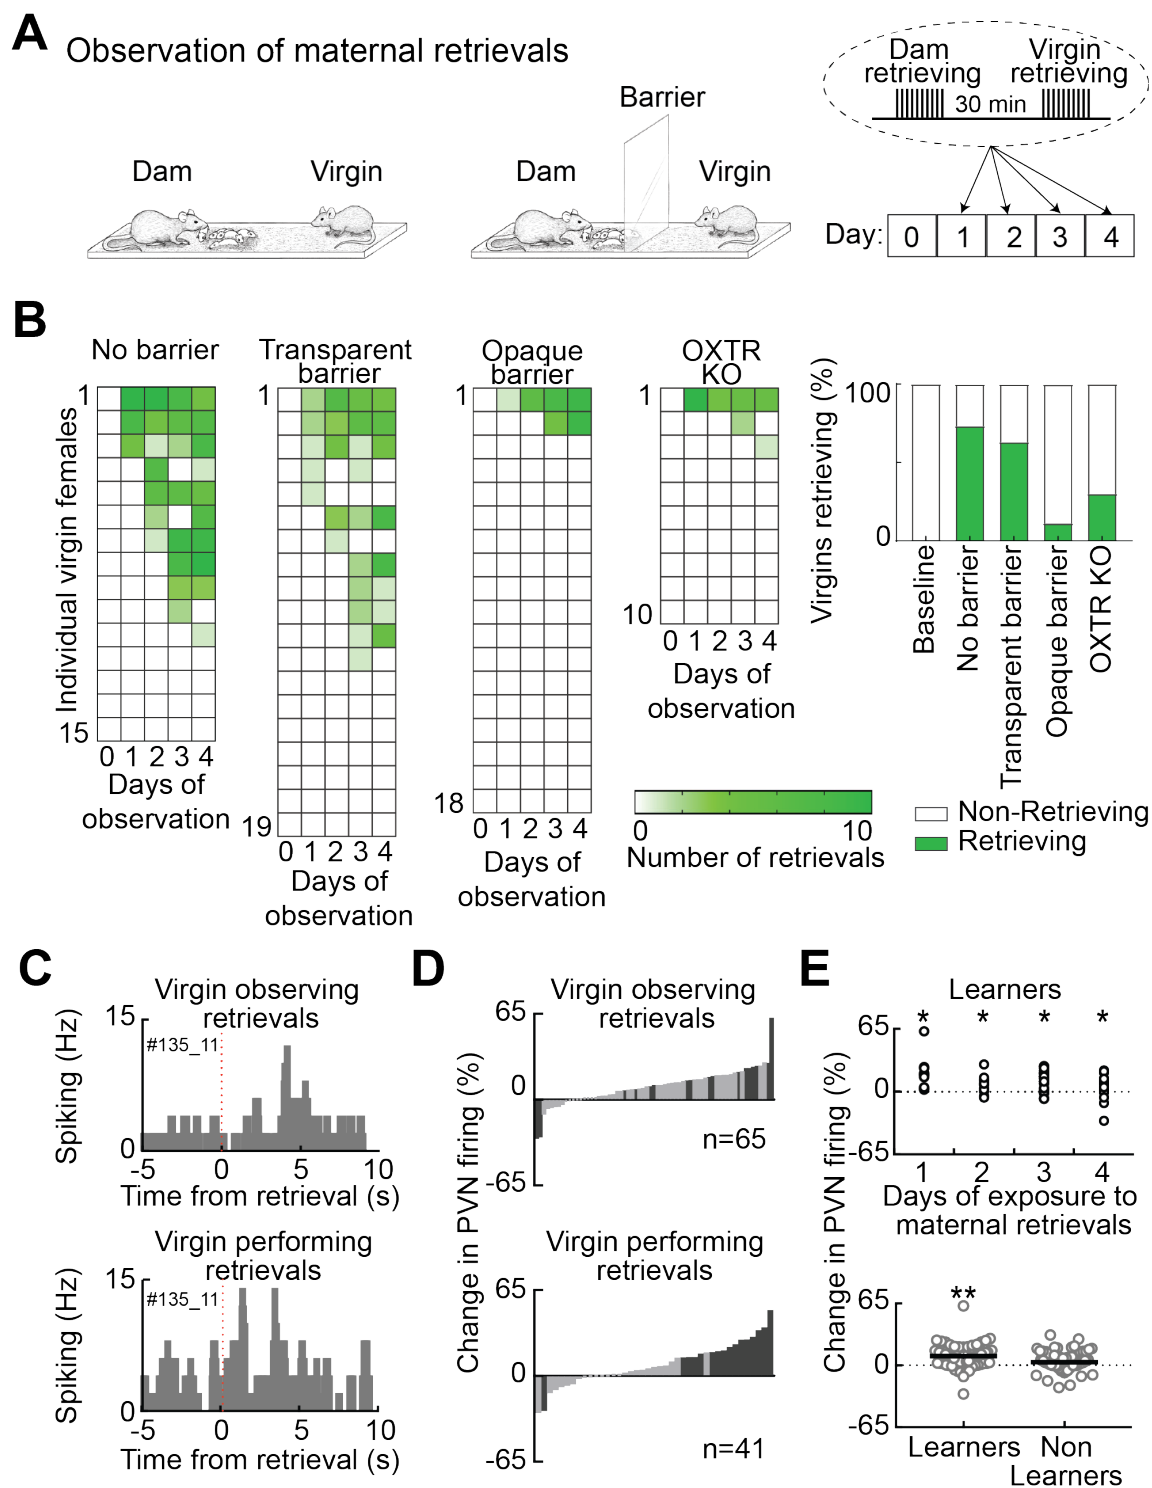 A
Observation of maternal retrievals
Dam
Virgin
Barrier
Dam
Virgin
Dam
retrieving
Virgin
retrieving
30 min
Day:
0
1
2
3
4
B
No barrier
1
Individual virgin females
15
0 1 2 3 4
Days of
observation
Transparent
barrier
1
19
0 1 2 3 4
Days of
observation
Opaque
barrier
1
18
0 1 2 3 4
Days of
observation
OXTR
KO
1
10
0 1 2 3 4
Days of
observation
0
10
Number of retrievals
Virgins retrieving (%)
100
0
Baseline
No barrier
Transparent barrier
Opaque barrier
OXTR KO
Non-Retrieving
Retrieving
C
Virgin observing
retrievals
Spiking (Hz)
15
#135_11
0
-5 0 5 10
Time from retrieval (s)
Virgin performing
retrievals
Spiking (Hz)
15
#135_11
0
-5 0 5 10
Time from retrieval (s)
D
Virgin observing
retrievals
Change in PVN firing (%)
65
0
-65
n=65
Virgin performing
retrievals
65
0
-65
n=41
E
Learners
Change in PVN firing (%)
65
* * * *
0
-65
1 2 3 4
Days of exposure to
maternal retrievals
65
**
0
-65
Learners
Non
Learners